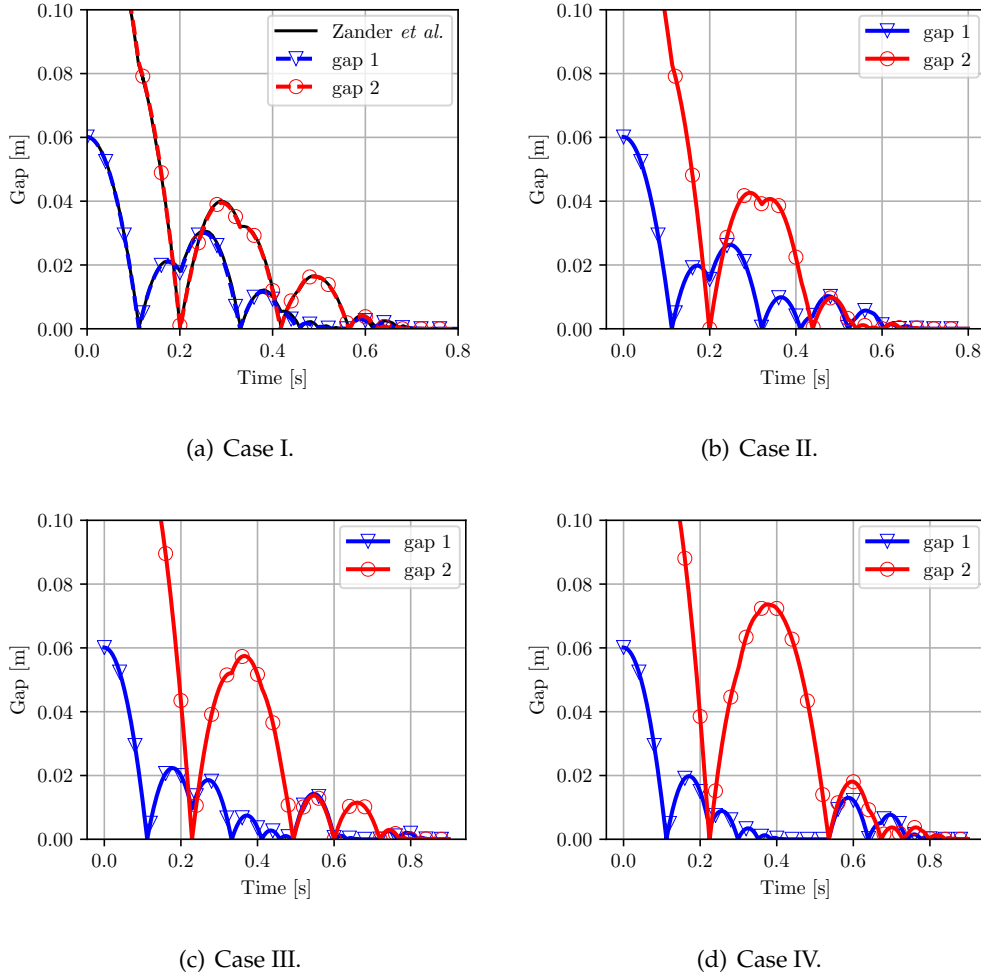 0.10
0.08
0.06
0.04
0.02
0.00
Gap [m]
0.0 0.2 0.4 0.6 0.8
Time [s]
Zander et al.
gap 1
gap 2
(a) Case I.
0.10
0.08
0.06
0.04
0.02
0.00
Gap [m]
0.0 0.2 0.4 0.6 0.8
Time [s]
gap 1
gap 2
(b) Case II.
0.10
0.08
0.06
0.04
0.02
0.00
Gap [m]
0.0 0.2 0.4 0.6 0.8
Time [s]
gap 1
gap 2
(c) Case III.
0.10
0.08
0.06
0.04
0.02
0.00
Gap [m]
0.0 0.2 0.4 0.6 0.8
Time [s]
gap 1
gap 2
(d) Case IV.